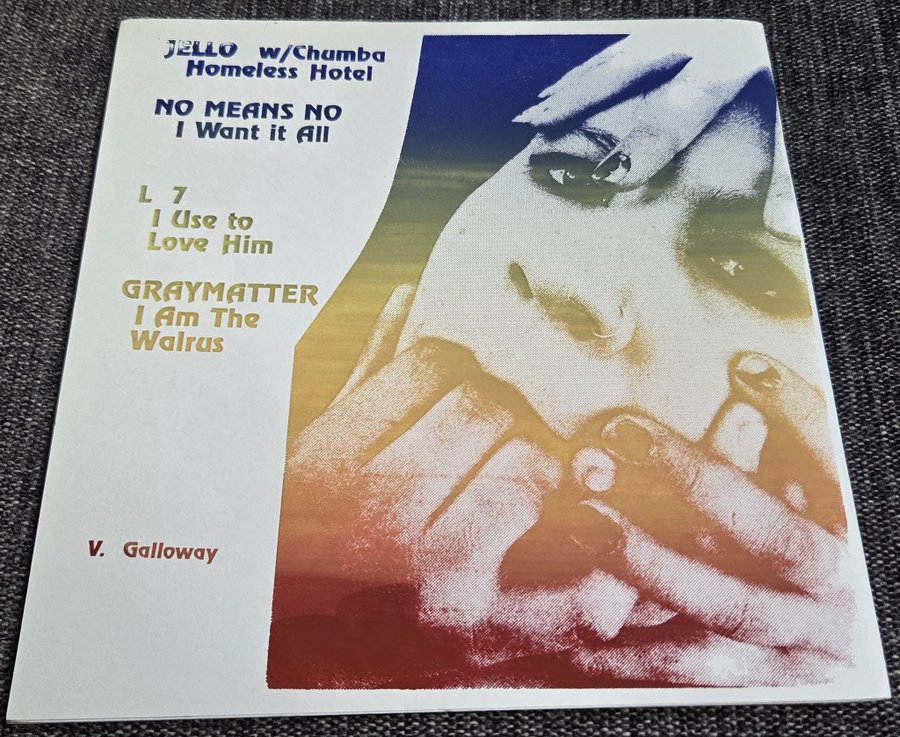 JELLO w/Chumba
Homeless Hotel
NO MEANS NO
I Want it All
L 7
I Use to
Love Him
GRAYMATTER
I Am The
Walrus
V. Galloway